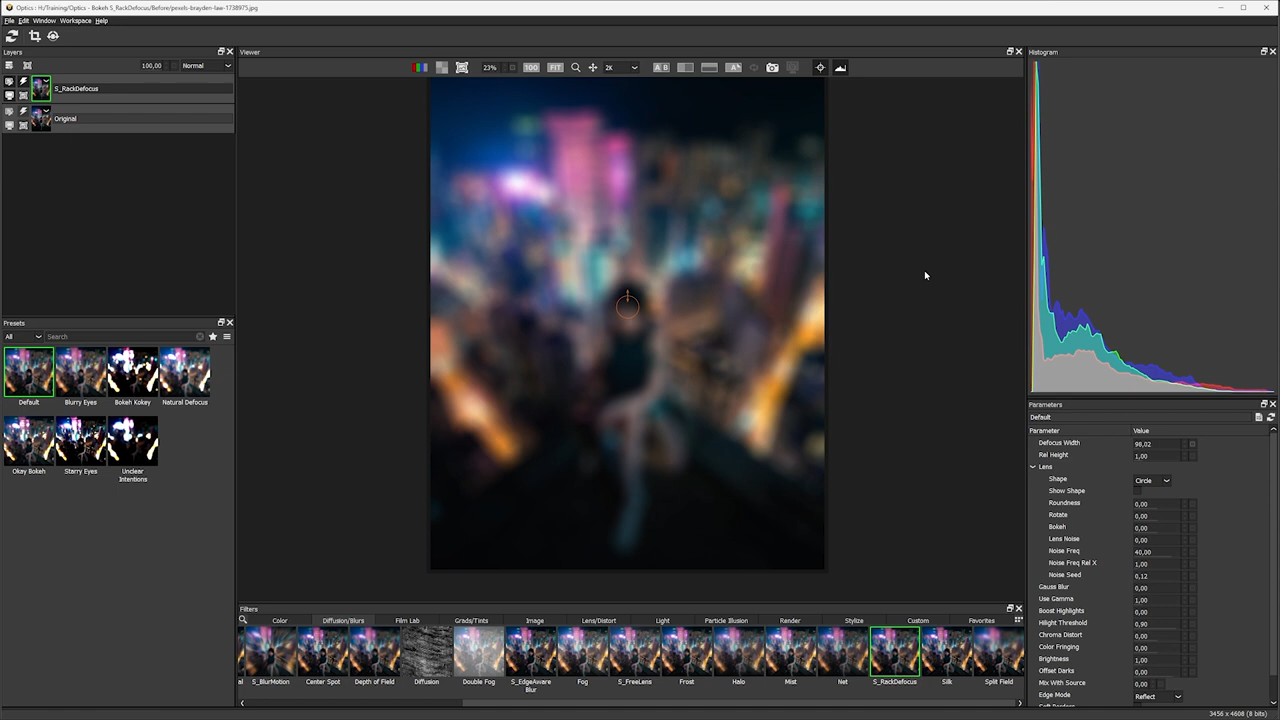 Optics : H:/Training/Optics - Bokeh S_RackDefocus/Before/pexels-brayden-law-1738975.jpg
File Edit Window Workspace Help
Layers
100,00 Normal
S_RackDefocus
Original
Presets
All Search
Default Blurry Eyes Bokeh Kokey Natural Defocus
Okay Bokeh Starry Eyes Unclear Intentions
Viewer
23% 100 FIT 2K A B A
Filters
Color Diffusion/Blurs Film Lab Grads/Tints Image Lens/Distort Light Particle Illusion Render Stylize Custom Favorites
al S_BlurMotion Center Spot Depth of Field Diffusion Double Fog S_EdgeAware Blur Fog S_FreeLens Frost Halo Mist Net S_RackDefocus Silk Split Field
Histogram
Parameters
Default
Parameter Value
Defocus Width 98,02
Rel Height 1,00
Lens
Shape Circle
Show Shape
Roundness 0,00
Rotate 0,00
Bokeh 0,00
Lens Noise 0,00
Noise Freq 40,00
Noise Freq Rel X 1,00
Noise Seed 0,12
Gauss Blur 0,00
Use Gamma 1,00
Boost Highlights 0,00
Hilight Threshold 0,90
Chroma Distort 0,00
Color Fringing 0,00
Brightness 1,00
Offset Darks 0,00
Mix With Source 0,00
Edge Mode Reflect
3456 x 4608 (8 bits)